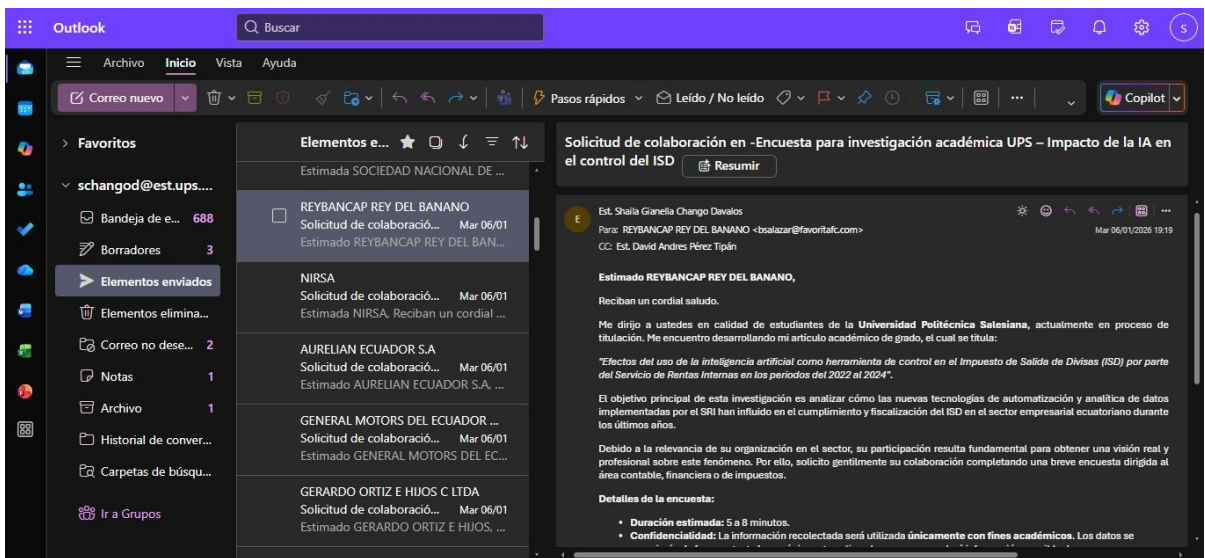 Outlook
Buscar
S
Archivo Inicio Vista Ayuda
Correo nuevo
Pasos rápidos
Leído / No leído
Copilot
Favoritos
schangod@est.ups....
Bandeja de e... 688
Borradores 3
Elementos enviados
Elementos elimina...
Correo no dese... 2
Notas 1
Archivo 1
Historial de conver...
Carpetas de búsqu...
Ir a Grupos
Elementos e...
Estimada SOCIEDAD NACIONAL DE ...
REYBANCAP REY DEL BANANO
Solicitud de colaboració... Mar 06/01
Estimado REYBANCAP REY DEL BAN...
NIRSA
Solicitud de colaboració... Mar 06/01
Estimada NIRSA, Reciban un cordial ...
AURELIAN ECUADOR S.A
Solicitud de colaboració... Mar 06/01
Estimado AURELIAN ECUADOR S.A, ...
GENERAL MOTORS DEL ECUADOR ...
Solicitud de colaboració... Mar 06/01
Estimado GENERAL MOTORS DEL EC...
GERARDO ORTIZ E HIJOS C LTDA
Solicitud de colaboració... Mar 06/01
Estimado GERARDO ORTIZ E HIJOS, ...
Solicitud de colaboración en -Encuesta para investigación académica UPS – Impacto de la IA en
el control del ISD Resumir
E
Est. Shaila Gianella Chango Davalos
Para: REYBANCAP REY DEL BANANO <bsalazar@favoritafc.com>
CC: Est. David Andres Pérez Tipán
Mar 06/01/2026 19:19
Estimado REYBANCAP REY DEL BANANO,
Reciban un cordial saludo.
Me dirijo a ustedes en calidad de estudiantes de la Universidad Politécnica Salesiana, actualmente en proceso de
titulación. Me encuentro desarrollando mi artículo académico de grado, el cual se titula:
"Efectos del uso de la inteligencia artificial como herramienta de control en el Impuesto de Salida de Divisas (ISD) por parte
del Servicio de Rentas Internas en los periodos del 2022 al 2024".
El objetivo principal de esta investigación es analizar cómo las nuevas tecnologías de automatización y analítica de datos
implementadas por el SRI han influido en el cumplimiento y fiscalización del ISD en el sector empresarial ecuatoriano durante
los últimos años.
Debido a la relevancia de su organización en el sector, su participación resulta fundamental para obtener una visión real y
profesional sobre este fenómeno. Por ello, solicito gentilmente su colaboración completando una breve encuesta dirigida al
área contable, financiera o de impuestos.
Detalles de la encuesta:
• Duración estimada: 5 a 8 minutos.
• Confidencialidad: La información recolectada será utilizada únicamente con fines académicos. Los datos se